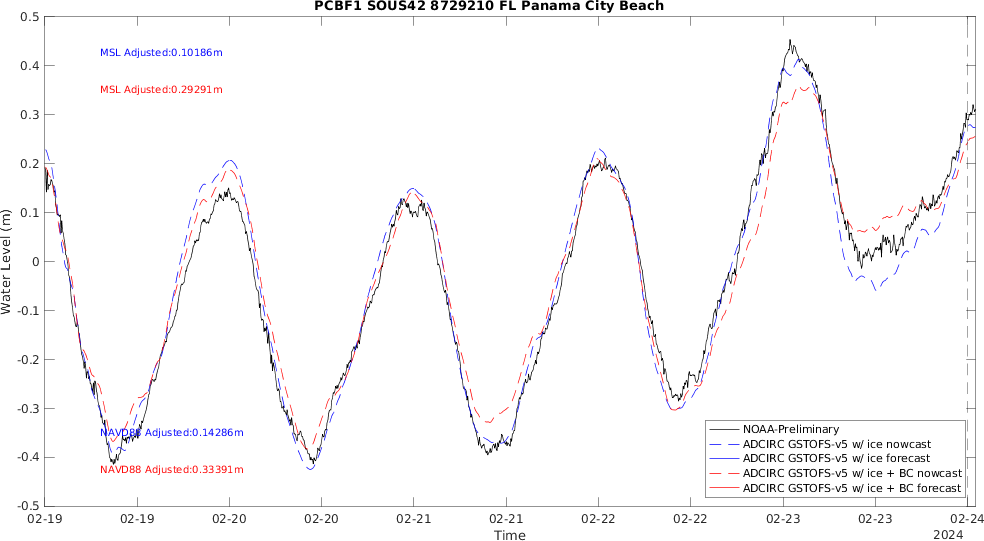 PCBF1 SOUS42 8729210 FL Panama City Beach
0.5
0.4
0.3
0.2
0.1
0
-0.1
-0.2
-0.3
-0.4
-0.5
Water Level (m)
MSL Adjusted:0.10186m
MSL Adjusted:0.29291m
NAVD88 Adjusted:0.14286m
NAVD88 Adjusted:0.33391m
NOAA-Preliminary
ADCIRC GSTOFS-v5 w/ ice nowcast
ADCIRC GSTOFS-v5 w/ ice forecast
ADCIRC GSTOFS-v5 w/ ice + BC nowcast
ADCIRC GSTOFS-v5 w/ ice + BC forecast
02-19 02-19 02-20 02-20 02-21 02-21 02-22 02-22 02-23 02-23 02-24
Time
2024